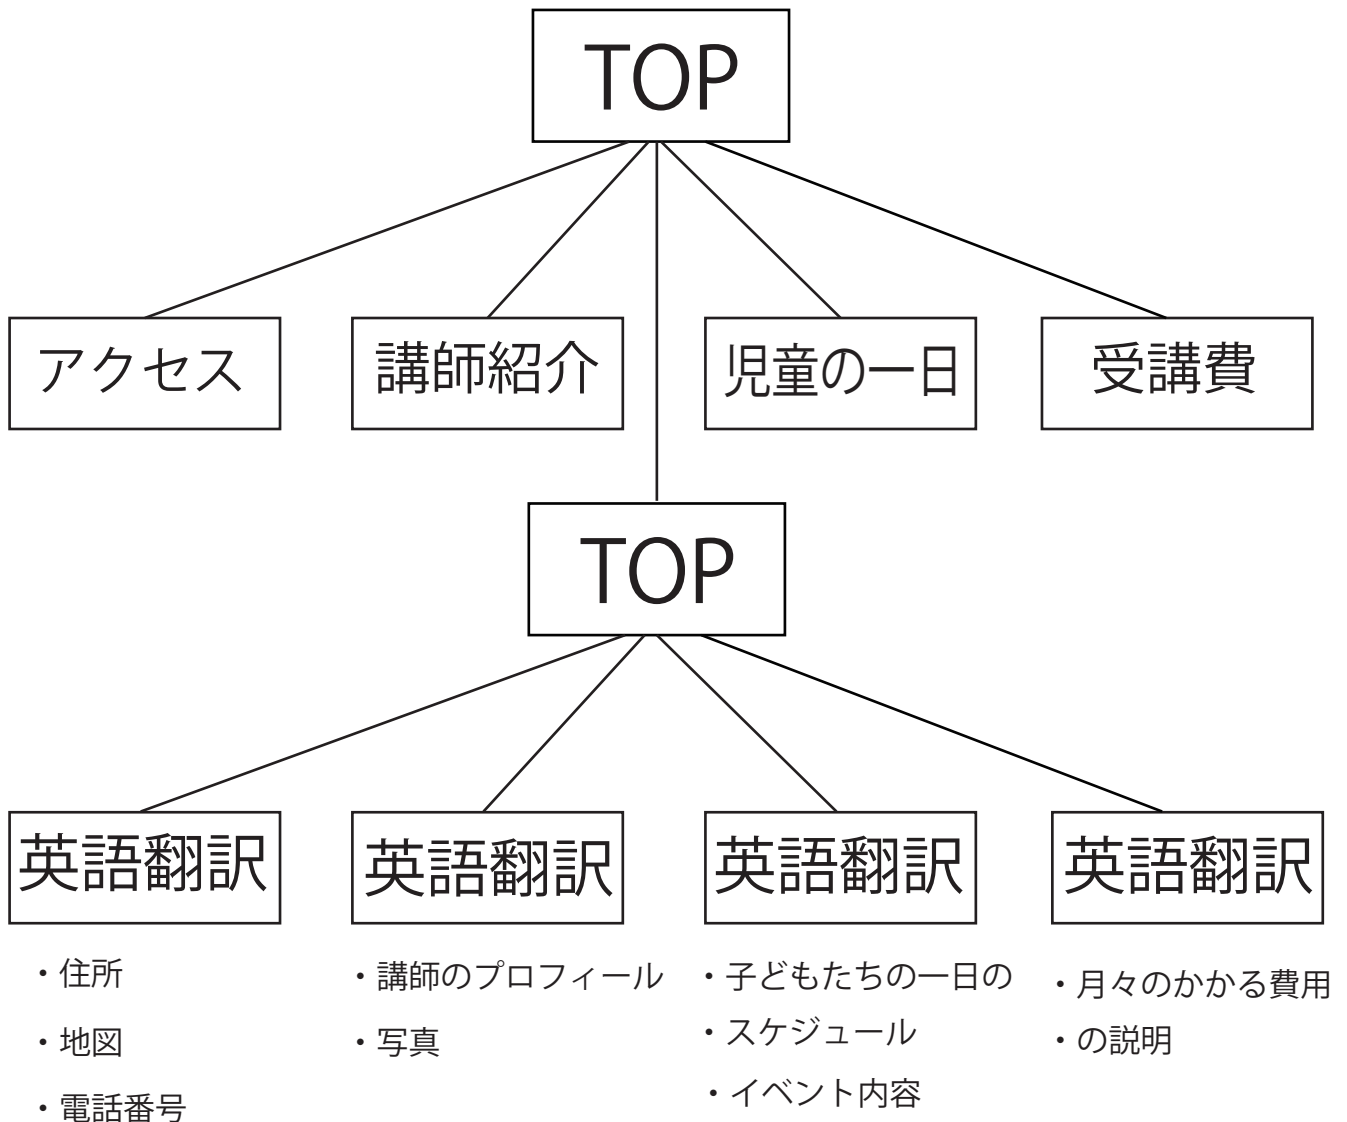 TOP
アクセス
講師紹介
児童の一日
受講費
TOP
英語翻訳
英語翻訳
英語翻訳
英語翻訳
・住所
・地図
・電話番号
・講師のプロフィール
・写真
・子どもたちの一日の
・スケジュール
・イベント内容
・月々のかかる費用
・の説明